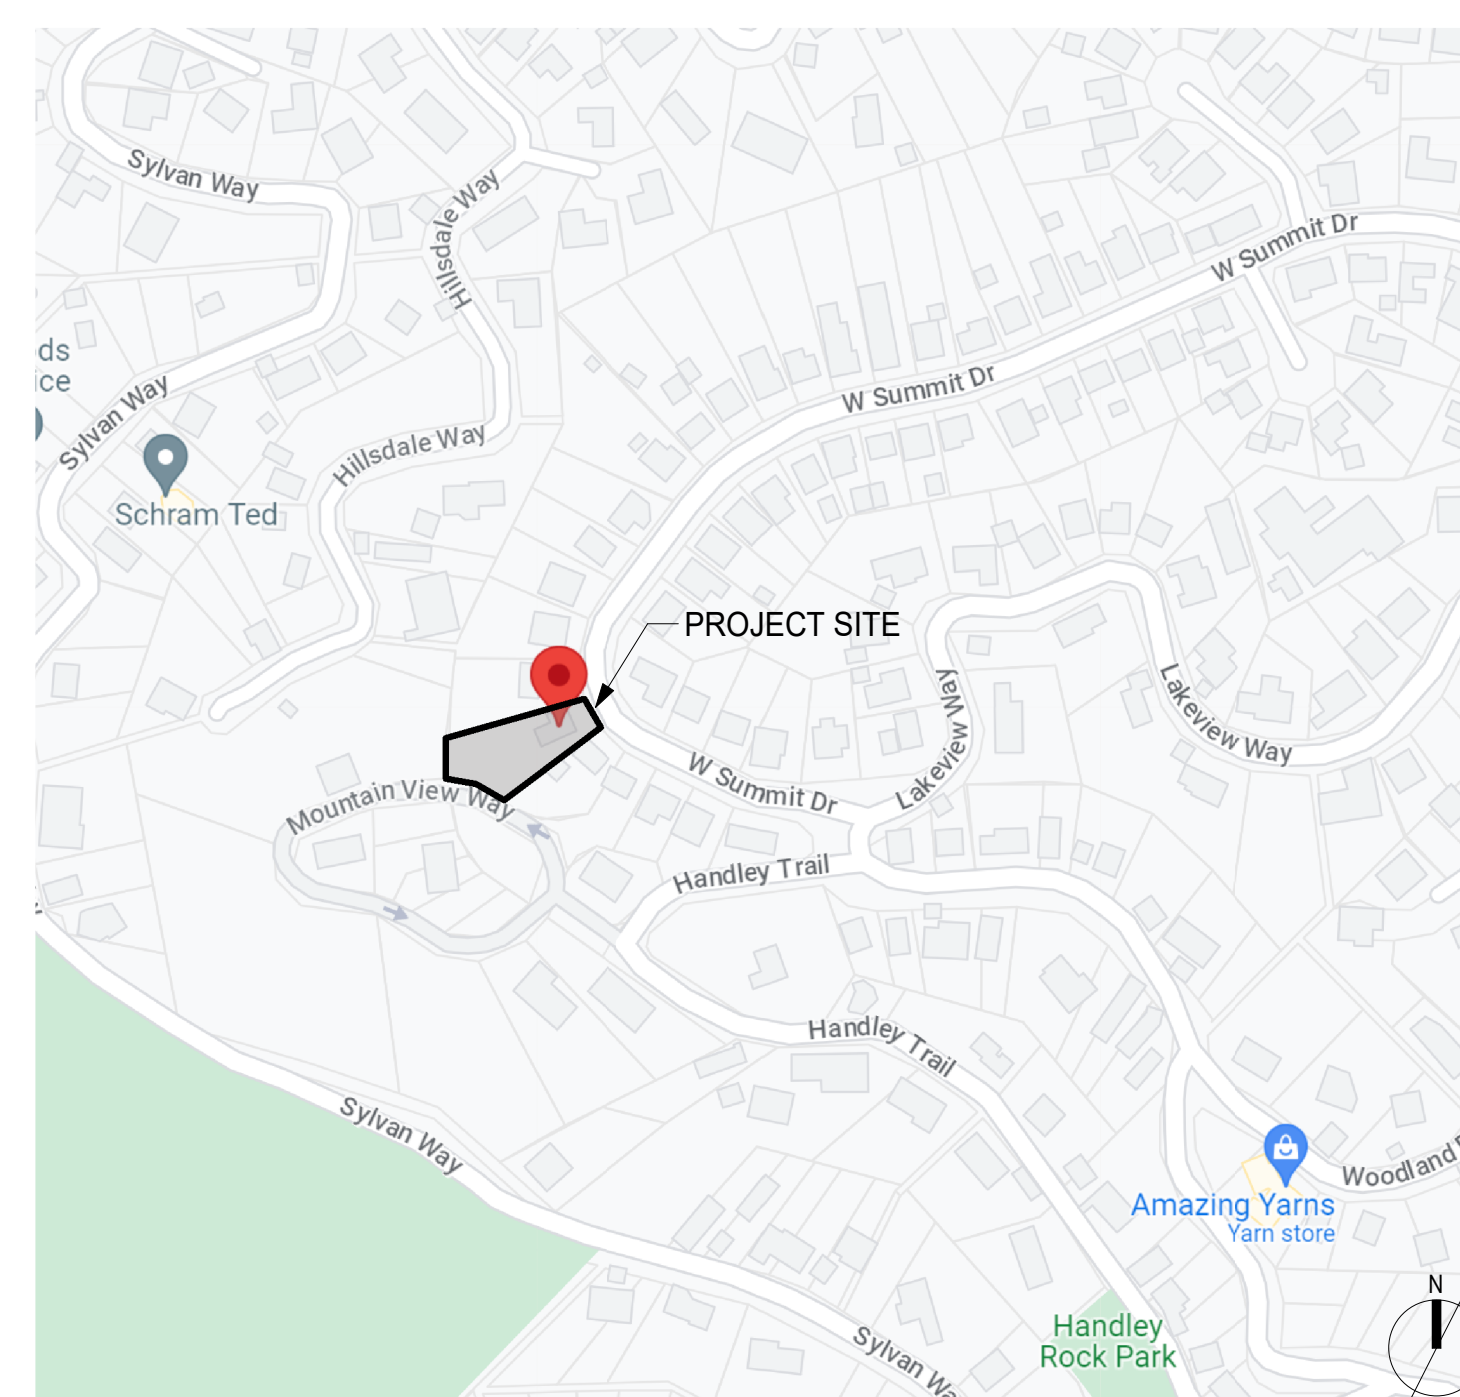 Sylvan Way
Hillsdale Way
W Summit Dr
ds
ice
Sylvan Way
W Summit Dr
Hillsdale Way
Schram Ted
PROJECT SITE
Lakeview Way
Lakeview Way
W Summit Dr
Mountain View Way
Handley Trail
Handley Trail
Sylvan Way
Woodland
Amazing Yarns
Yarn store
N
Handley
Rock Park
Sylvan Wa